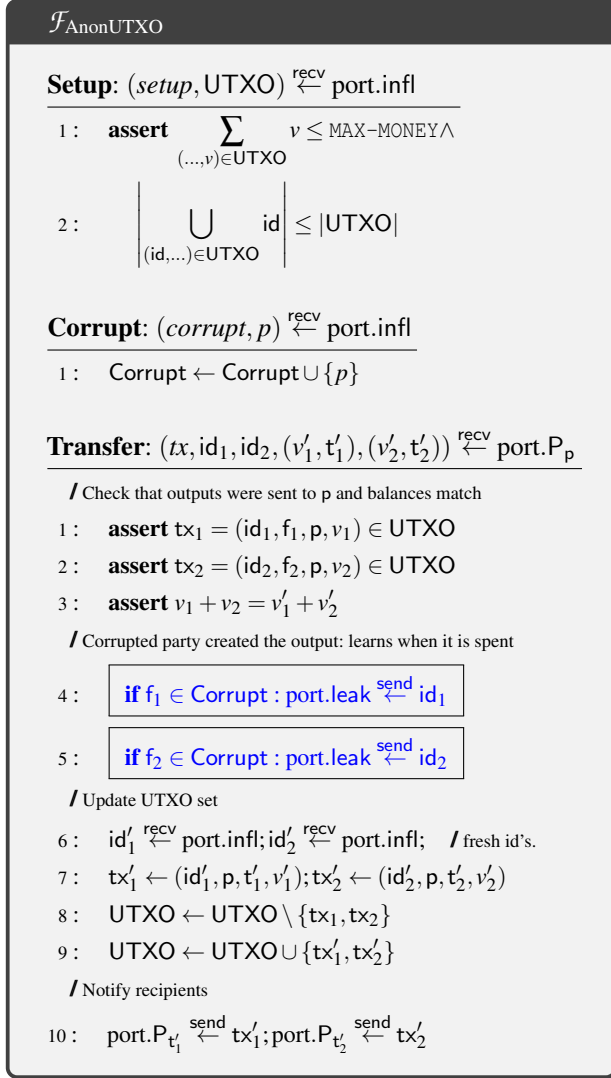 𝓕AnonUTXO
Setup: (setup, UTXO) ←recv port.infl
1 : assert ∑(...,v)∈UTXO v ≤ MAX-MONEY∧
2 : |⋃(id,...)∈UTXO id| ≤ |UTXO|
Corrupt: (corrupt, p) ←recv port.infl
1 : Corrupt ← Corrupt ∪ {p}
Transfer: (tx, id₁, id₂, (v′₁, t′₁), (v′₂, t′₂)) ←recv port.Pₚ
/ Check that outputs were sent to p and balances match
1 : assert tx₁ = (id₁, f₁, p, v₁) ∈ UTXO
2 : assert tx₂ = (id₂, f₂, p, v₂) ∈ UTXO
3 : assert v₁ + v₂ = v′₁ + v′₂
/ Corrupted party created the output: learns when it is spent
4 : if f₁ ∈ Corrupt : port.leak ←send id₁
5 : if f₂ ∈ Corrupt : port.leak ←send id₂
/ Update UTXO set
6 : id′₁ ←recv port.infl; id′₂ ←recv port.infl; / fresh id's.
7 : tx′₁ ← (id′₁, p, t′₁, v′₁); tx′₂ ← (id′₂, p, t′₂, v′₂)
8 : UTXO ← UTXO \ {tx₁, tx₂}
9 : UTXO ← UTXO ∪ {tx′₁, tx′₂}
/ Notify recipients
10 : port.P_t′₁ ←send tx′₁; port.P_t′₂ ←send tx′₂